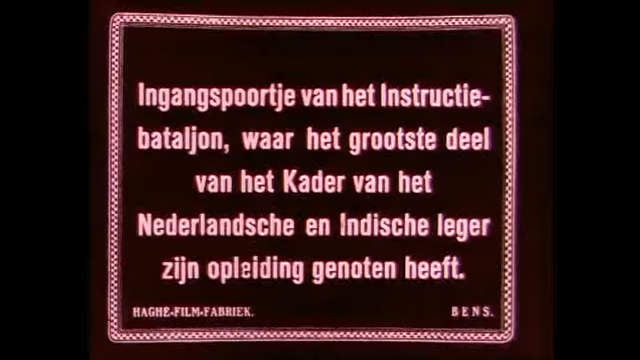 Ingangspoortje van het Instructie-
bataljon, waar het grootste deel
van het Kader van het
Nederlandsche en Indische leger
zijn opleiding genoten heeft.
HAGHE-FILM-FABRIEK. BENS.